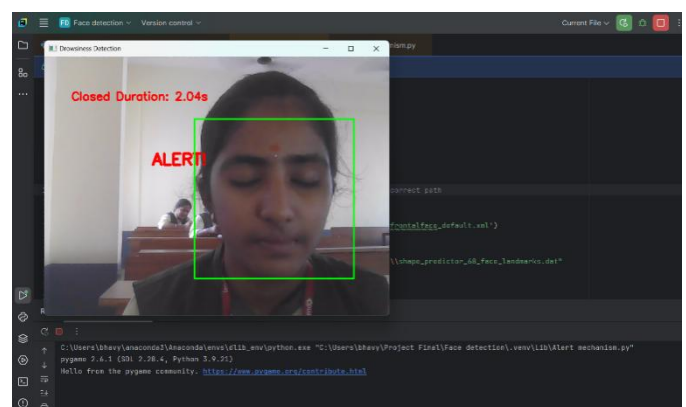 FD Face detection Version control
Current File
Drowsiness Detection
nism.py
Closed Duration: 2.04s
ALERT!
correct path
frontalface_default.xml')
\\shape_predictor_68_face_landmarks.dat"
C:\Users\bhavy\anaconda3\Anaconda\envs\dlib_env\python.exe "C:\Users\bhavy\Project Final\Face detection\.venv\Lib\Alert mechanism.py"
pygame 2.6.1 (SDL 2.28.4, Python 3.9.21)
Hello from the pygame community. https://www.pygame.org/contribute.html